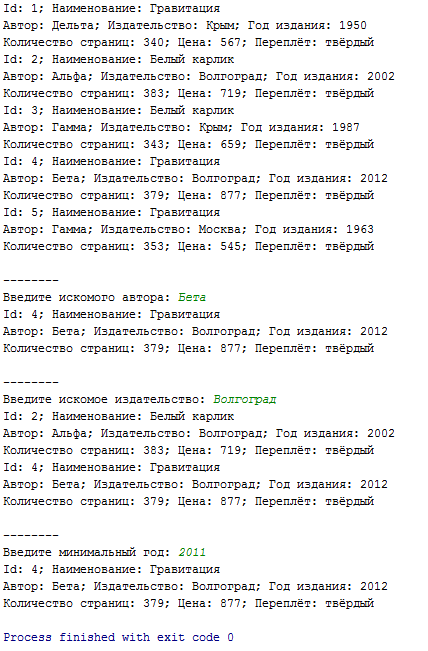 Id: 1; Наименование: Гравитация
Автор: Дельта; Издательство: Крым; Год издания: 1950
Количество страниц: 340; Цена: 567; Переплёт: твёрдый
Id: 2; Наименование: Белый карлик
Автор: Альфа; Издательство: Волгоград; Год издания: 2002
Количество страниц: 383; Цена: 719; Переплёт: твёрдый
Id: 3; Наименование: Белый карлик
Автор: Гамма; Издательство: Крым; Год издания: 1987
Количество страниц: 343; Цена: 659; Переплёт: твёрдый
Id: 4; Наименование: Гравитация
Автор: Бета; Издательство: Волгоград; Год издания: 2012
Количество страниц: 379; Цена: 877; Переплёт: твёрдый
Id: 5; Наименование: Гравитация
Автор: Гамма; Издательство: Москва; Год издания: 1963
Количество страниц: 353; Цена: 545; Переплёт: твёрдый
--------
Введите искомого автора: Бета
Id: 4; Наименование: Гравитация
Автор: Бета; Издательство: Волгоград; Год издания: 2012
Количество страниц: 379; Цена: 877; Переплёт: твёрдый
--------
Введите искомое издательство: Волгоград
Id: 2; Наименование: Белый карлик
Автор: Альфа; Издательство: Волгоград; Год издания: 2002
Количество страниц: 383; Цена: 719; Переплёт: твёрдый
Id: 4; Наименование: Гравитация
Автор: Бета; Издательство: Волгоград; Год издания: 2012
Количество страниц: 379; Цена: 877; Переплёт: твёрдый
--------
Введите минимальный год: 2011
Id: 4; Наименование: Гравитация
Автор: Бета; Издательство: Волгоград; Год издания: 2012
Количество страниц: 379; Цена: 877; Переплёт: твёрдый
Process finished with exit code 0